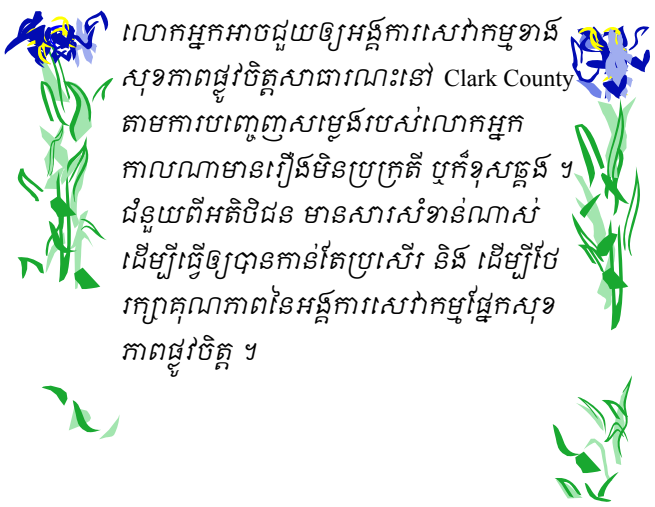 លោកអ្នកអាចជួយឲ្យអង្គការសេវាកម្មខាង
សុខភាពផ្លូវចិត្តសាធារណះនៅ Clark County
តាមការបញ្ចេញសម្លេងរបស់លោកអ្នក
កាលណាមានរឿងមិនប្រក្រតី ឬក៏ខុសឆ្គង ។
ជំនួយពីអតិថិជន មានសារសំខាន់ណាស់
ដើម្បីធ្វើឲ្យបានកាន់តែប្រសើរ និង ដើម្បីថែ
រក្សាគុណភាពនៃអង្គការសេវាកម្មផ្នែកសុខ
ភាពផ្លូវចិត្ត ។